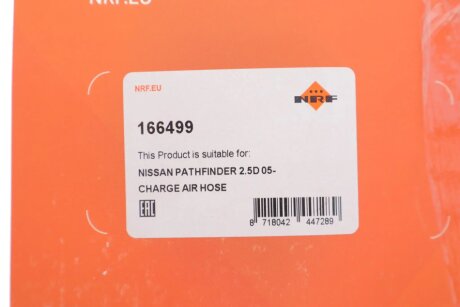 NRF.EU
NRF.EU
NRF
166499
This Product is suitable for:
NISSAN PATHFINDER 2.5D 05-
CHARGE AIR HOSE
EAC
8 718042 447289